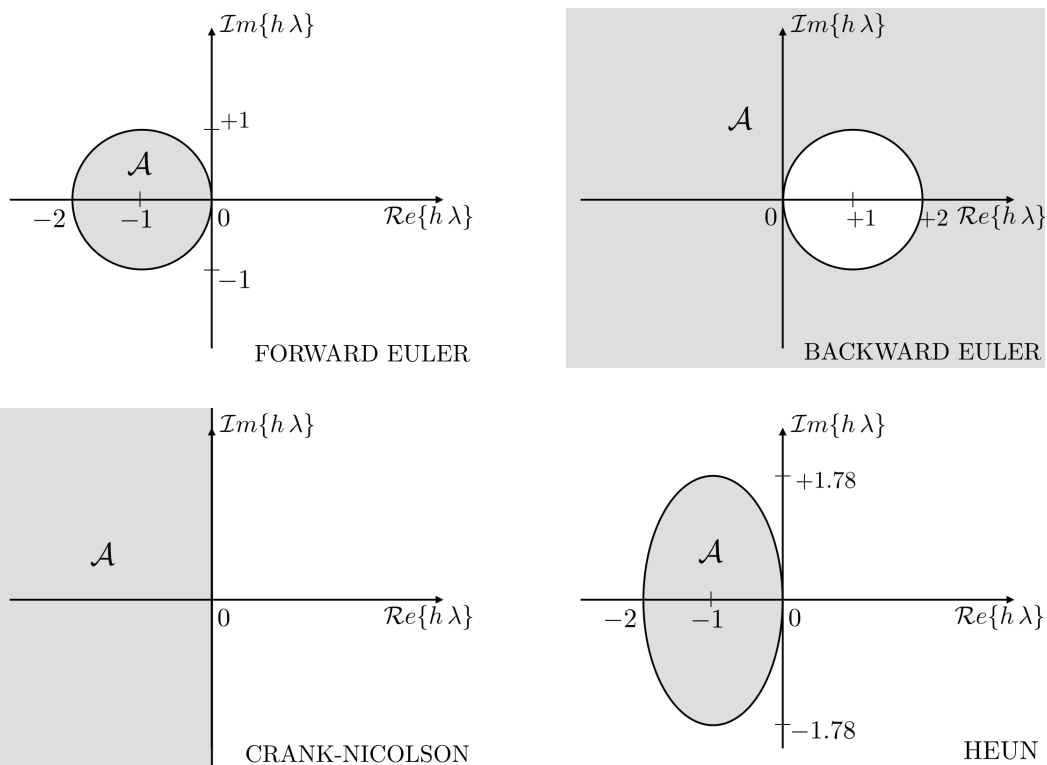 Im{h λ}
+1
A
−2
−1
0
Re{h λ}
−1
FORWARD EULER
Im{h λ}
A
0
+1
+2
Re{h λ}
BACKWARD EULER
Im{h λ}
A
0
Re{h λ}
CRANK-NICOLSON
Im{h λ}
+1.78
A
−2
−1
0
Re{h λ}
−1.78
HEUN